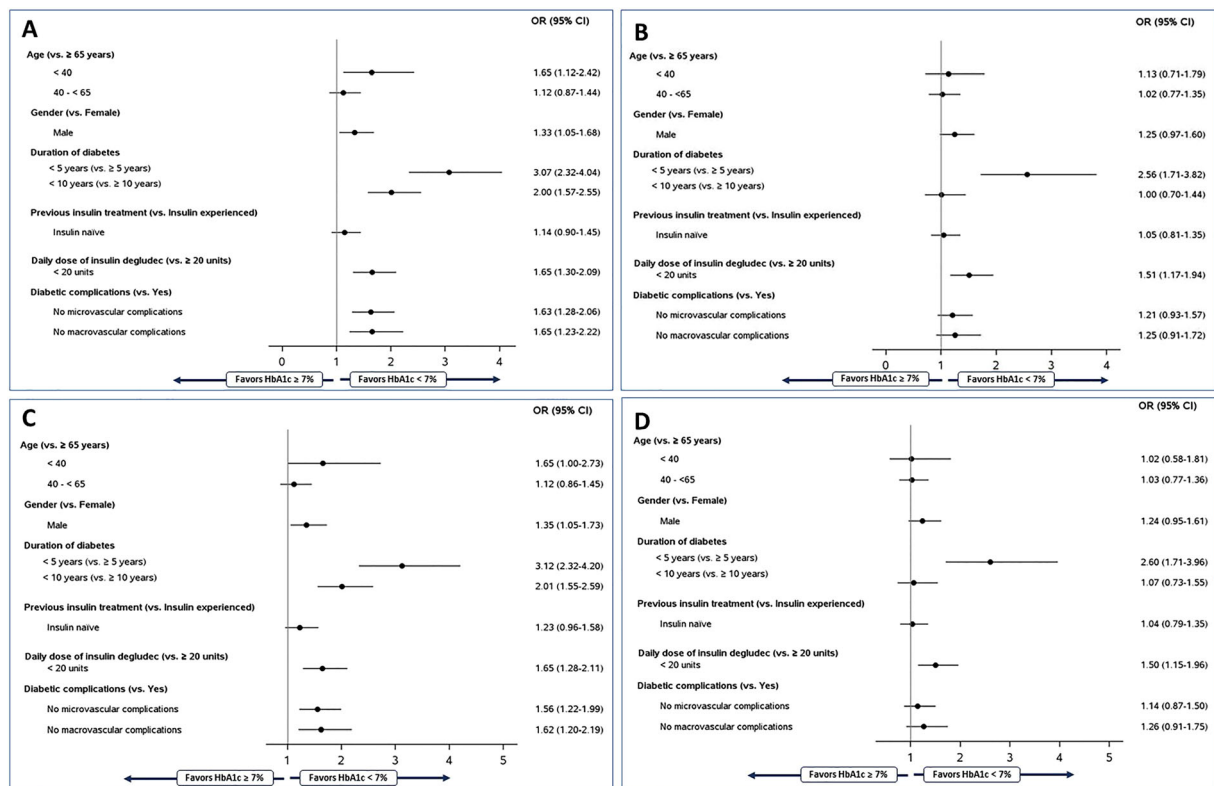 A
OR (95% CI)
Age (vs. ≥ 65 years)
< 40 1.65 (1.12-2.42)
40 - < 65 1.12 (0.87-1.44)
Gender (vs. Female)
Male 1.33 (1.05-1.68)
Duration of diabetes
< 5 years (vs. ≥ 5 years) 3.07 (2.32-4.04)
< 10 years (vs. ≥ 10 years) 2.00 (1.57-2.55)
Previous insulin treatment (vs. Insulin experienced)
Insulin naïve 1.14 (0.90-1.45)
Daily dose of insulin degludec (vs. ≥ 20 units)
< 20 units 1.65 (1.30-2.09)
Diabetic complications (vs. Yes)
No microvascular complications 1.63 (1.28-2.06)
No macrovascular complications 1.65 (1.23-2.22)
0 1 2 3 4
Favors HbA1c ≥ 7% Favors HbA1c < 7%
B
OR (95% CI)
Age (vs. ≥ 65 years)
< 40 1.13 (0.71-1.79)
40 - <65 1.02 (0.77-1.35)
Gender (vs. Female)
Male 1.25 (0.97-1.60)
Duration of diabetes
< 5 years (vs. ≥ 5 years) 2.56 (1.71-3.82)
< 10 years (vs. ≥ 10 years) 1.00 (0.70-1.44)
Previous insulin treatment (vs. Insulin experienced)
Insulin naïve 1.05 (0.81-1.35)
Daily dose of insulin degludec (vs. ≥ 20 units)
< 20 units 1.51 (1.17-1.94)
Diabetic complications (vs. Yes)
No microvascular complications 1.21 (0.93-1.57)
No macrovascular complications 1.25 (0.91-1.72)
0 1 2 3 4
Favors HbA1c ≥ 7% Favors HbA1c < 7%
C
OR (95% CI)
Age (vs. ≥ 65 years)
< 40 1.65 (1.00-2.73)
40 - < 65 1.12 (0.86-1.45)
Gender (vs. Female)
Male 1.35 (1.05-1.73)
Duration of diabetes
< 5 years (vs. ≥ 5 years) 3.12 (2.32-4.20)
< 10 years (vs. ≥ 10 years) 2.01 (1.55-2.59)
Previous insulin treatment (vs. Insulin experienced)
Insulin naïve 1.23 (0.96-1.58)
Daily dose of insulin degludec (vs. ≥ 20 units)
< 20 units 1.65 (1.28-2.11)
Diabetic complications (vs. Yes)
No microvascular complications 1.56 (1.22-1.99)
No macrovascular complications 1.62 (1.20-2.19)
1 2 3 4 5
Favors HbA1c ≥ 7% Favors HbA1c < 7%
D
OR (95% CI)
Age (vs. ≥ 65 years)
< 40 1.02 (0.58-1.81)
40 - <65 1.03 (0.77-1.36)
Gender (vs. Female)
Male 1.24 (0.95-1.61)
Duration of diabetes
< 5 years (vs. ≥ 5 years) 2.60 (1.71-3.96)
< 10 years (vs. ≥ 10 years) 1.07 (0.73-1.55)
Previous insulin treatment (vs. Insulin experienced)
Insulin naïve 1.04 (0.79-1.35)
Daily dose of insulin degludec (vs. ≥ 20 units)
< 20 units 1.50 (1.15-1.96)
Diabetic complications (vs. Yes)
No microvascular complications 1.14 (0.87-1.50)
No macrovascular complications 1.26 (0.91-1.75)
1 2 3 4 5
Favors HbA1c ≥ 7% Favors HbA1c < 7%